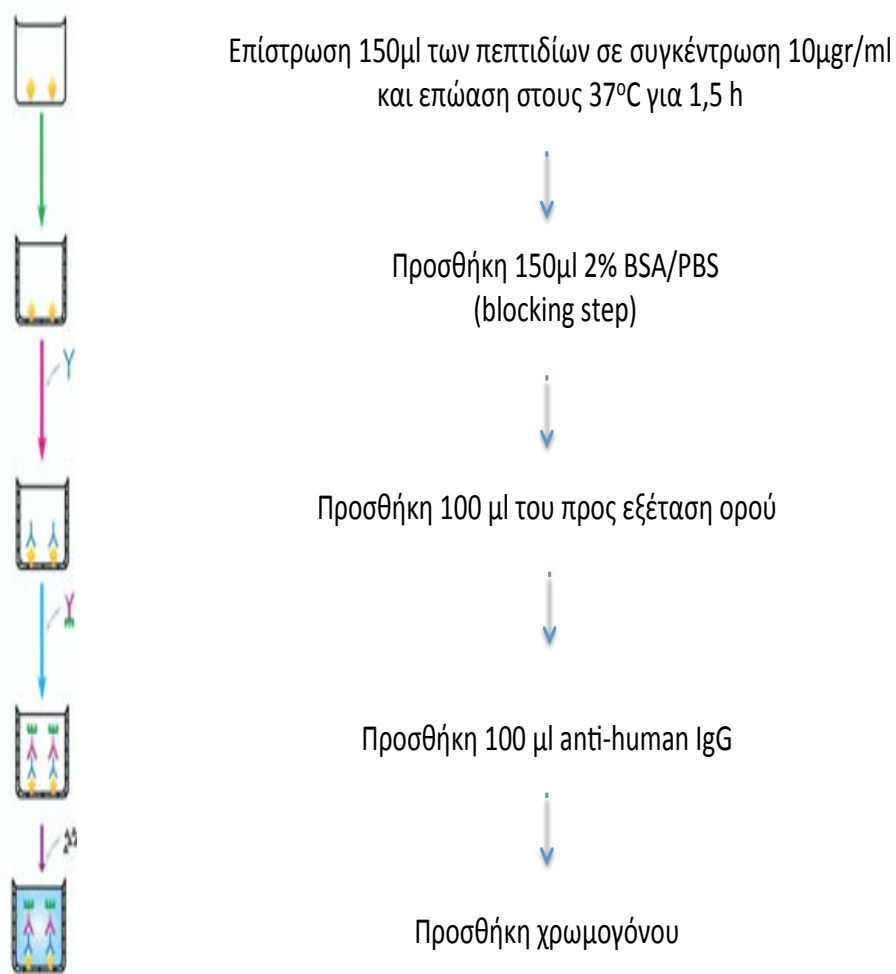 Επίστρωση 150μl των πεπτιδίων σε συγκέντρωση 10μgr/ml
και επώαση στους 37°C για 1,5 h
Προσθήκη 150μl 2% BSA/PBS
(blocking step)
Προσθήκη 100 μl του προς εξέταση ορού
Προσθήκη 100 μl anti-human IgG
Προσθήκη χρωμογόνου